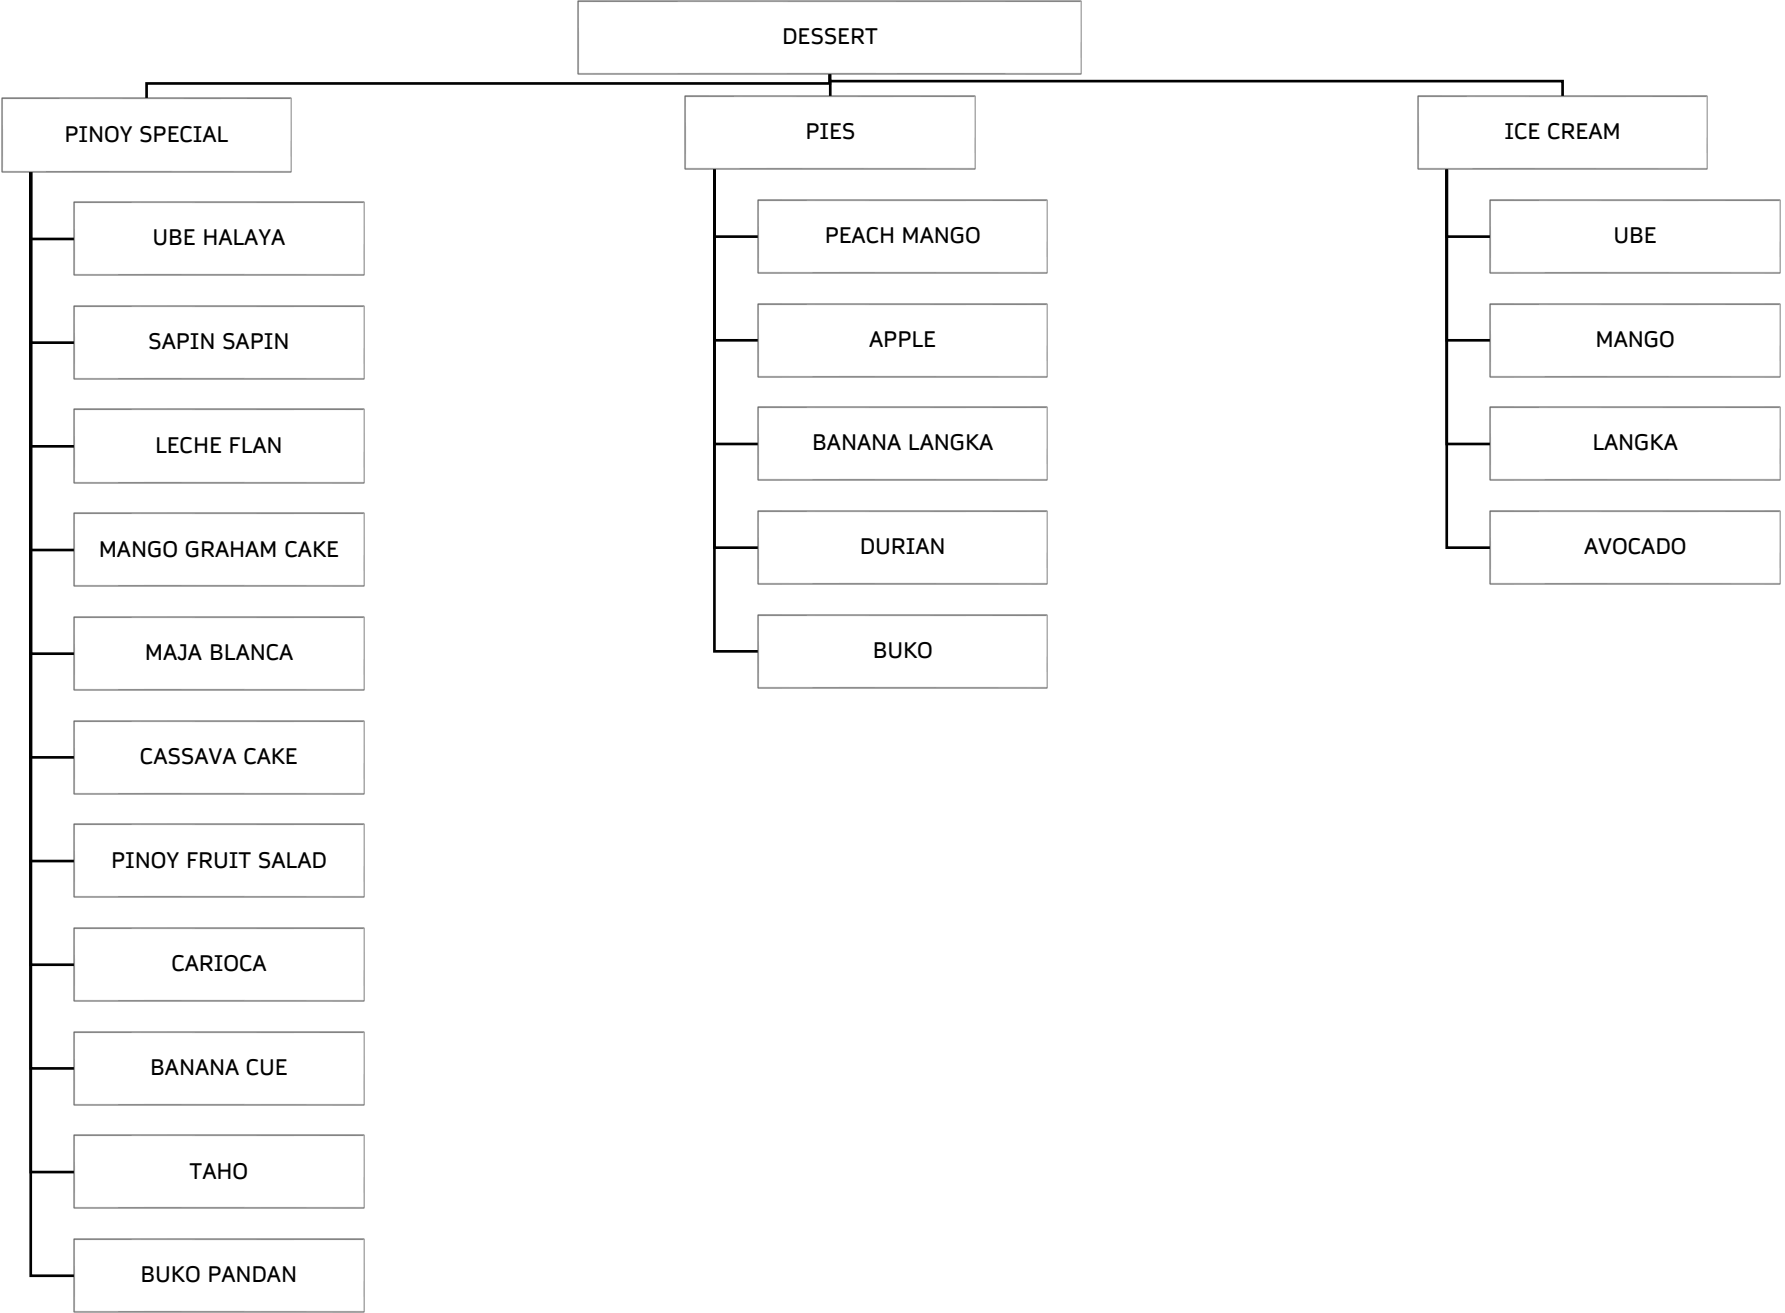 DESSERT
PINOY SPECIAL
UBE HALAYA
SAPIN SAPIN
LECHE FLAN
MANGO GRAHAM CAKE
MAJA BLANCA
CASSAVA CAKE
PINOY FRUIT SALAD
CARIOCA
BANANA CUE
TAHO
BUKO PANDAN
PIES
PEACH MANGO
APPLE
BANANA LANGKA
DURIAN
BUKO
ICE CREAM
UBE
MANGO
LANGKA
AVOCADO